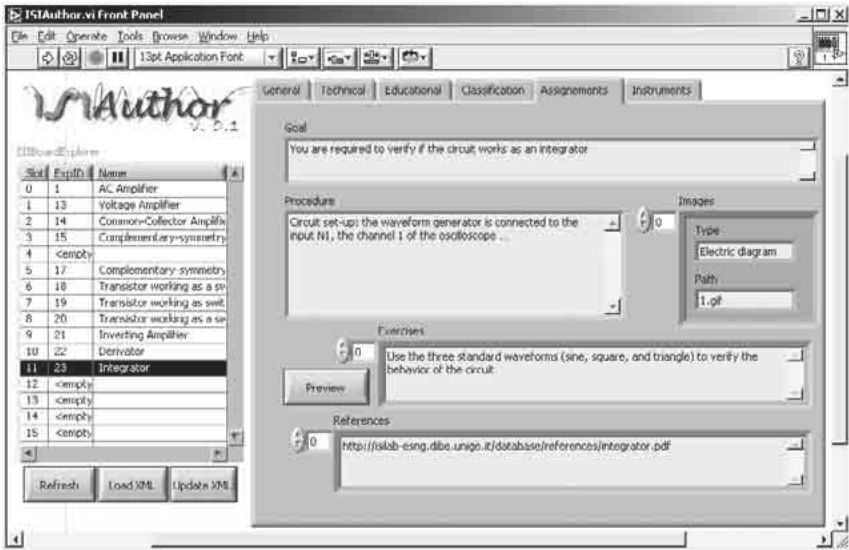 ISIAuthor.vi Front Panel
File Edit Operate Tools Browse Window Help
13pt Application Font
ISIAuthor
v. 0.1
ISIBoardExplorer
General Technical Educational Classification Assignements Instruments
Slot ExpID Name
0 1 AC Amplifier
1 13 Voltage Amplifier
2 14 Common-Collector Amplifie
3 15 Complementary-symmetry
4 <empty
5 17 Complementary-symmetry
6 18 Transistor working as a sw
7 19 Transistor working as swit
8 20 Transistor working as a se
9 21 Inverting Amplifier
10 22 Derivator
11 23 Integrator
12 <empty
13 <empty
14 <empty
15 <empty
Refresh Load XML Update XML
Goal
You are required to verify if the circuit works as an integrator
Procedure
Circuit set-up: the waveform generator is connected to the
input N1, the channel 1 of the oscilloscope ...
Images
0
Type
Electric diagram
Path
1.gif
Exercises
0
Use the three standard waveforms (sine, square, and triangle) to verify the
behavior of the circuit
Preview
References
0
http://isilab-esng.dibe.unige.it/database/references/integrator.pdf